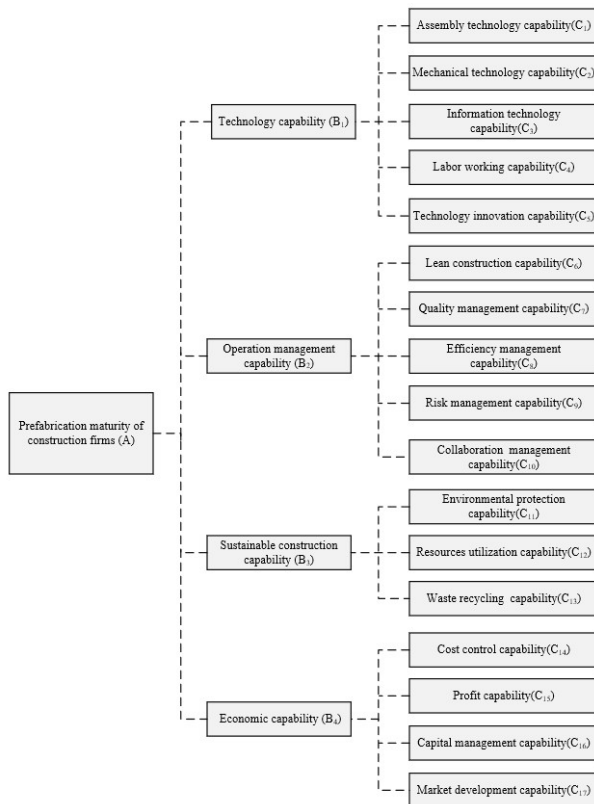 Assembly technology capability(C₁)
Mechanical technology capability(C₂)
Technology capability (B₁)
Information technology
capability(C₃)
Labor working capability(C₄)
Technology innovation capability(C₅)
Lean construction capability(C₆)
Quality management capability(C₇)
Operation management
capability (B₂)
Efficiency management
capability(C₈)
Risk management capability(C₉)
Prefabrication maturity of
construction firms (A)
Collaboration management
capability(C₁₀)
Environmental protection
capability(C₁₁)
Sustainable construction
capability (B₃)
Resources utilization capability(C₁₂)
Waste recycling capability(C₁₃)
Cost control capability(C₁₄)
Profit capability(C₁₅)
Economic capability (B₄)
Capital management capability(C₁₆)
Market development capability(C₁₇)